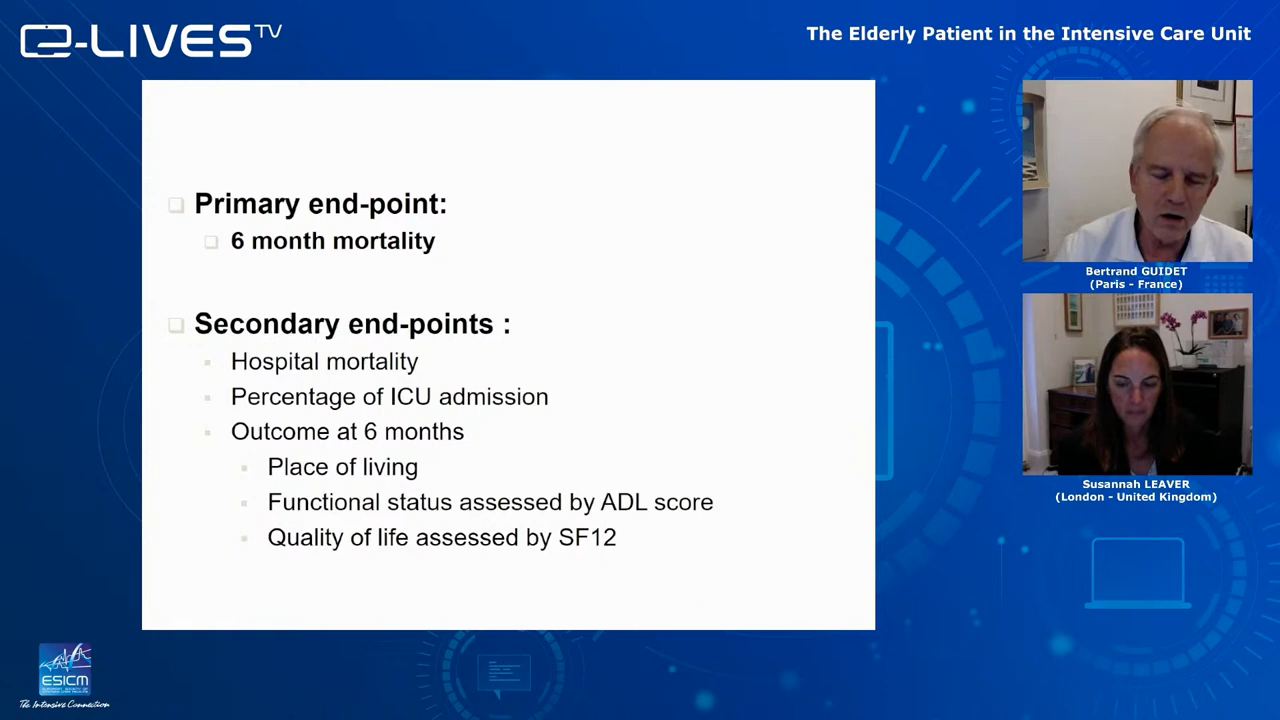 e-LIVES TV
The Elderly Patient in the Intensive Care Unit
Primary end-point:
6 month mortality
Secondary end-points :
Hospital mortality
Percentage of ICU admission
Outcome at 6 months
Place of living
Functional status assessed by ADL score
Quality of life assessed by SF12
Bertrand GUIDET
(Paris - France)
Susannah LEAVER
(London - United Kingdom)
ESICM
The Intensive Connection